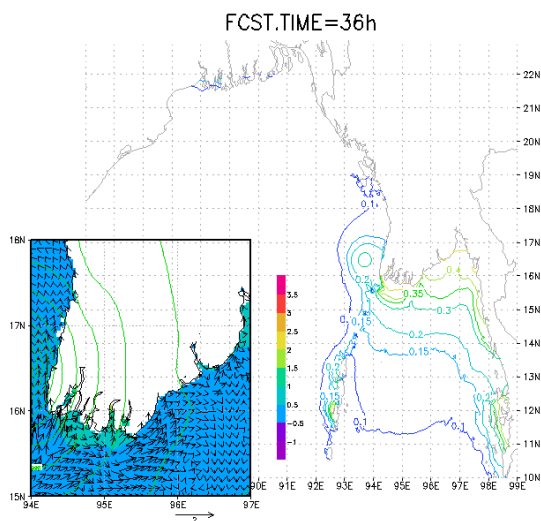 FCST.TIME=36h
22N
21N
20N
19N
18N
17N
16N
15N
14N
13N
12N
11N
10N
90E 91E 92E 93E 94E 95E 96E 97E 98E 99E
0.1
0.4
0.35
0.3
0.2
0.15
0.15
0.1
0.1
18N
17N
16N
15N
94E 95E 96E 97E
2
3.5
3
2.5
2
1.5
1
0.5
-0.5
-1